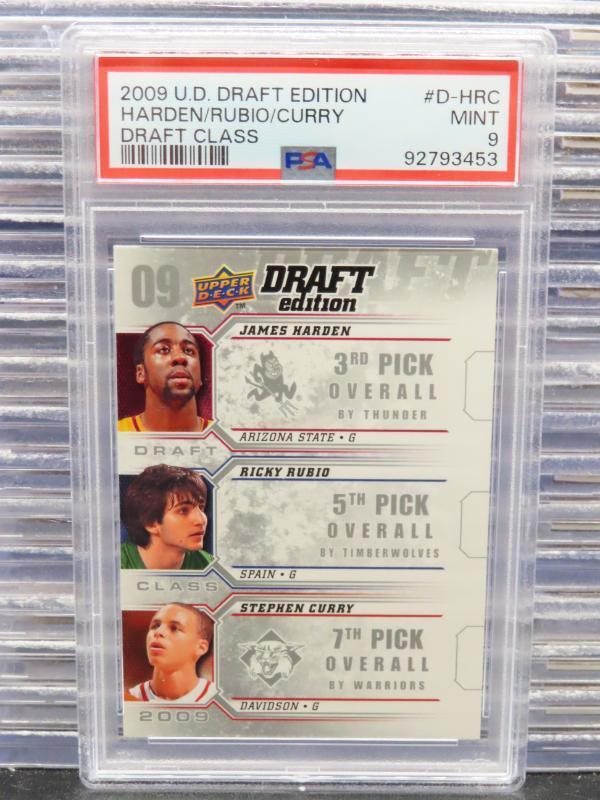 2009 U.D. DRAFT EDITION #D-HRC
HARDEN/RUBIO/CURRY MINT
DRAFT CLASS 9
PSA 92793453
DRAFT
09 UPPER DECK TM DRAFT
edition
JAMES HARDEN
3RD PICK
OVERALL
BY THUNDER
DRAFT ARIZONA STATE • G
RICKY RUBIO
5TH PICK
OVERALL
BY TIMBERWOLVES
CLASS SPAIN • G
STEPHEN CURRY
7TH PICK
OVERALL
BY WARRIORS
2009 DAVIDSON • G